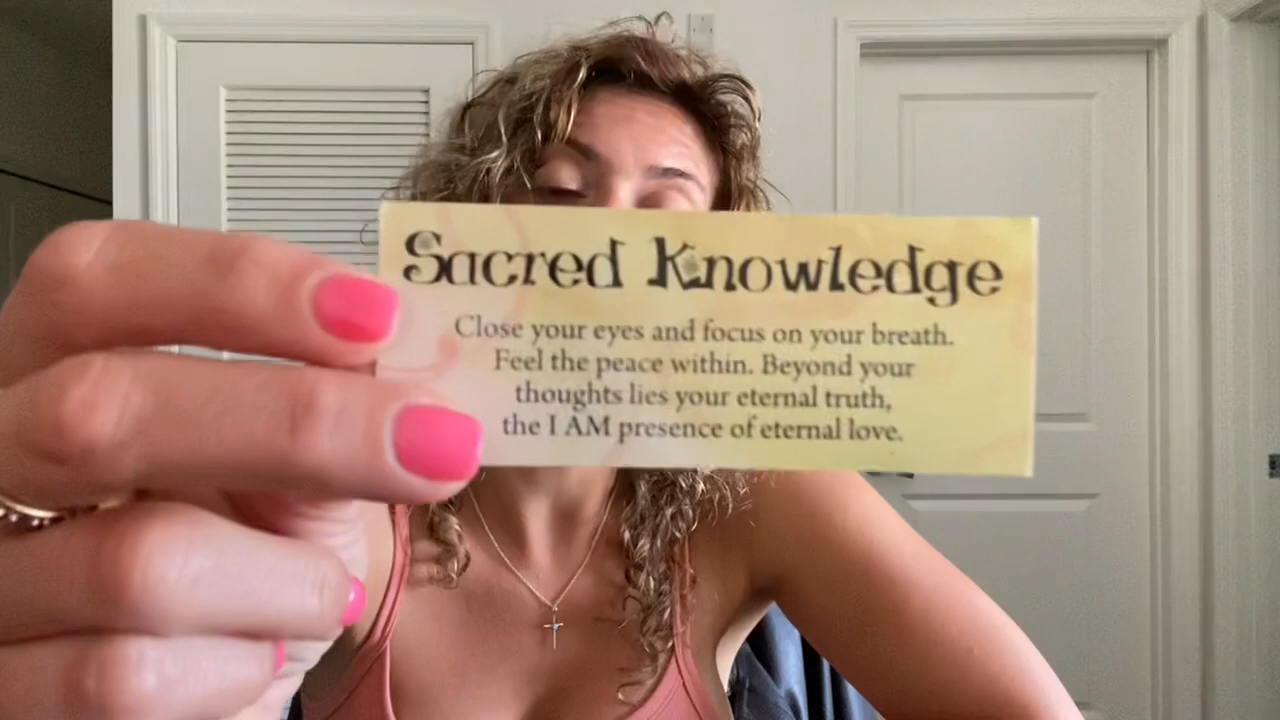 Sacred Knowledge
Close your eyes and focus on your breath.
Feel the peace within. Beyond your
thoughts lies your eternal truth,
the I AM presence of eternal love.